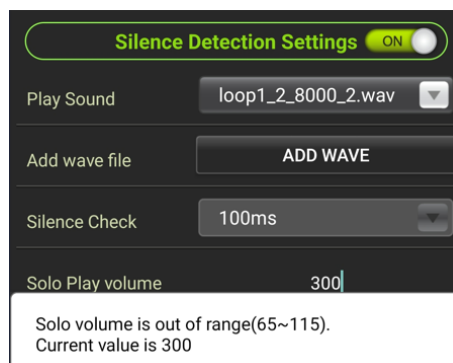 Silence Detection Settings ON
Play Sound loop1_2_8000_2.wav
Add wave file ADD WAVE
Silence Check 100ms
Solo Play volume 300
Solo volume is out of range(65~115).
Current value is 300